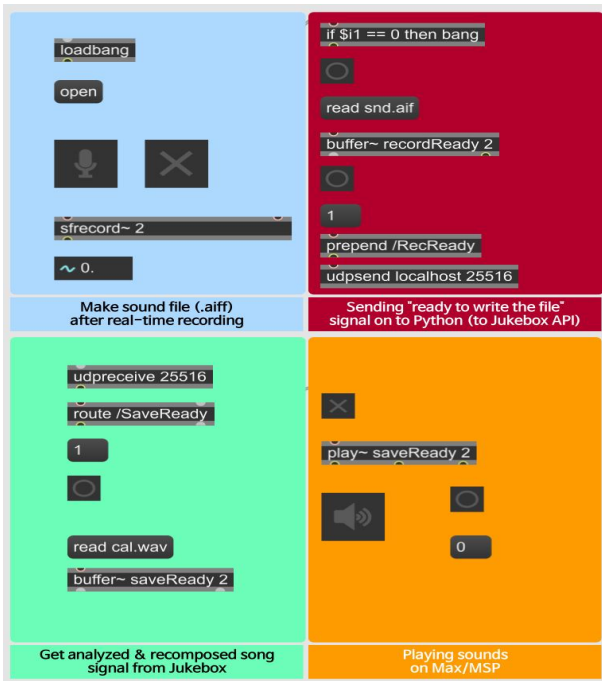 loadbang
open
sfrecord~ 2
~ 0.
Make sound file (.aiff)
after real-time recording
if $i1 == 0 then bang
read snd.aif
buffer~ recordReady 2
1
prepend /RecReady
udpsend localhost 25516
Sending "ready to write the file"
signal on to Python (to Jukebox API)
udpreceive 25516
route /SaveReady
1
read cal.wav
buffer~ saveReady 2
Get analyzed & recomposed song
signal from Jukebox
play~ saveReady 2
0
Playing sounds
on Max/MSP